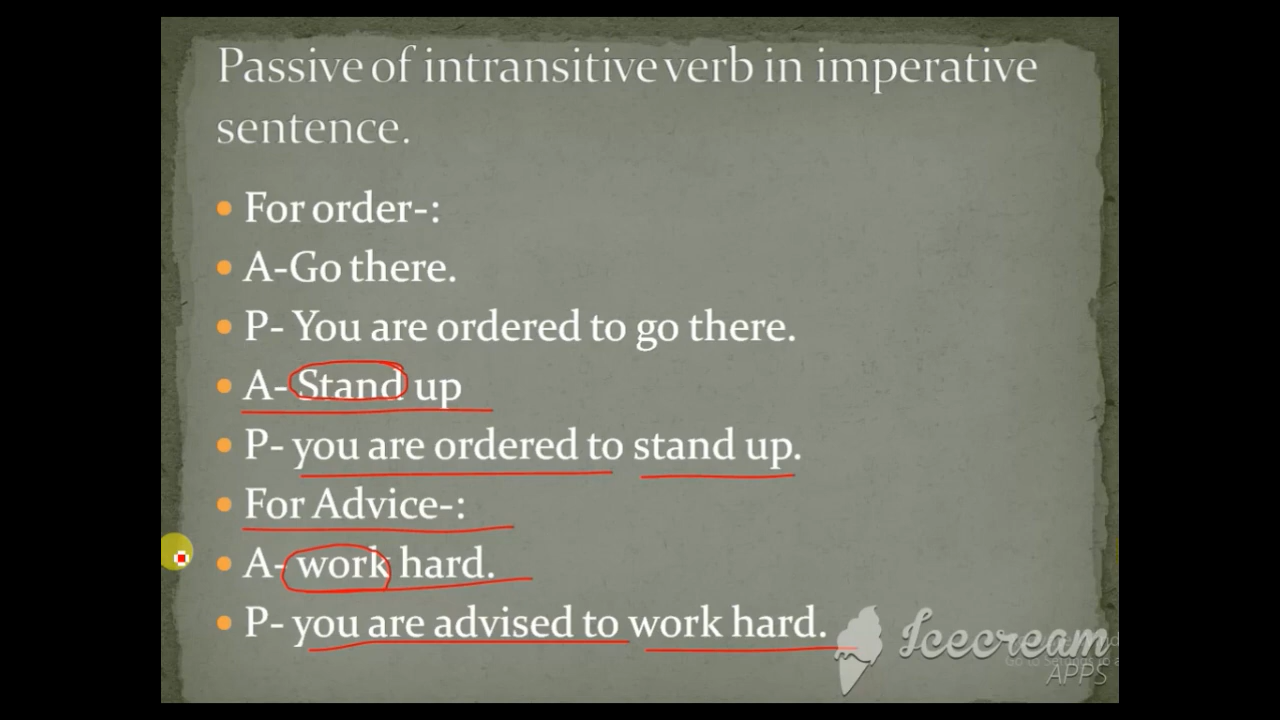 Passive of intransitive verb in imperative
sentence.
For order-:
A-Go there.
P- You are ordered to go there.
A- Stand up
P- you are ordered to stand up.
For Advice-:
A- work hard.
P- you are advised to work hard.
Icecream
APPS